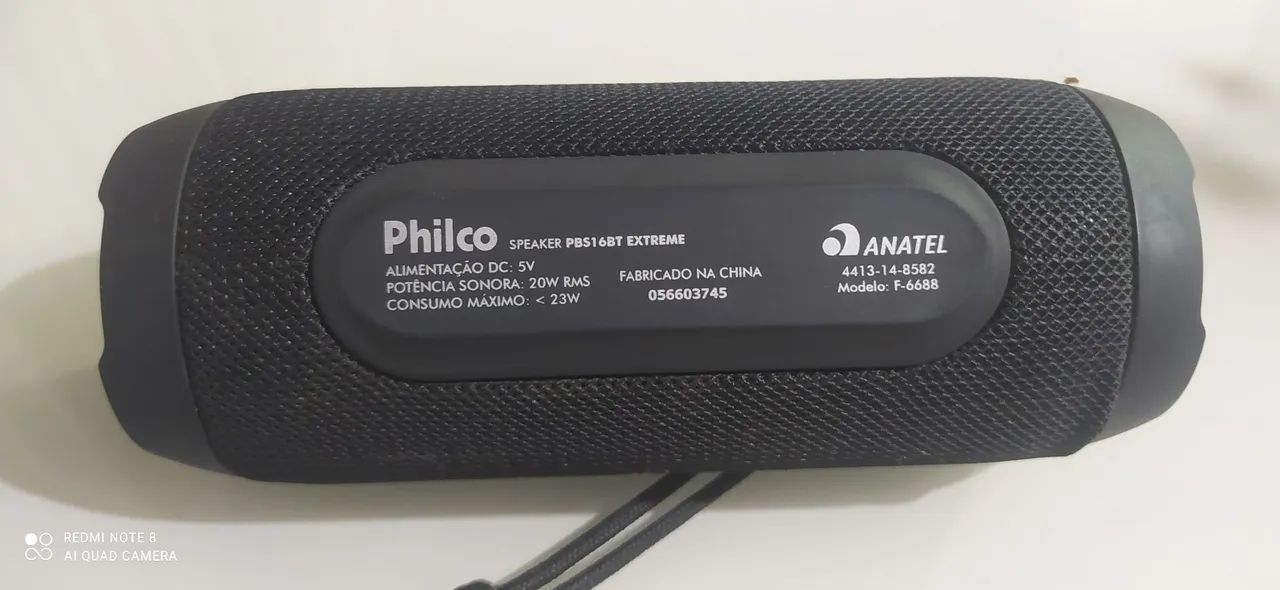 Philco SPEAKER PBS16BT EXTREME
ALIMENTAÇÃO DC: 5V
POTÊNCIA SONORA: 20W RMS
CONSUMO MÁXIMO: < 23W
FABRICADO NA CHINA
056603745
ANATEL
4413-14-8582
Modelo: F-6688
REDMI NOTE 8
AI QUAD CAMERA